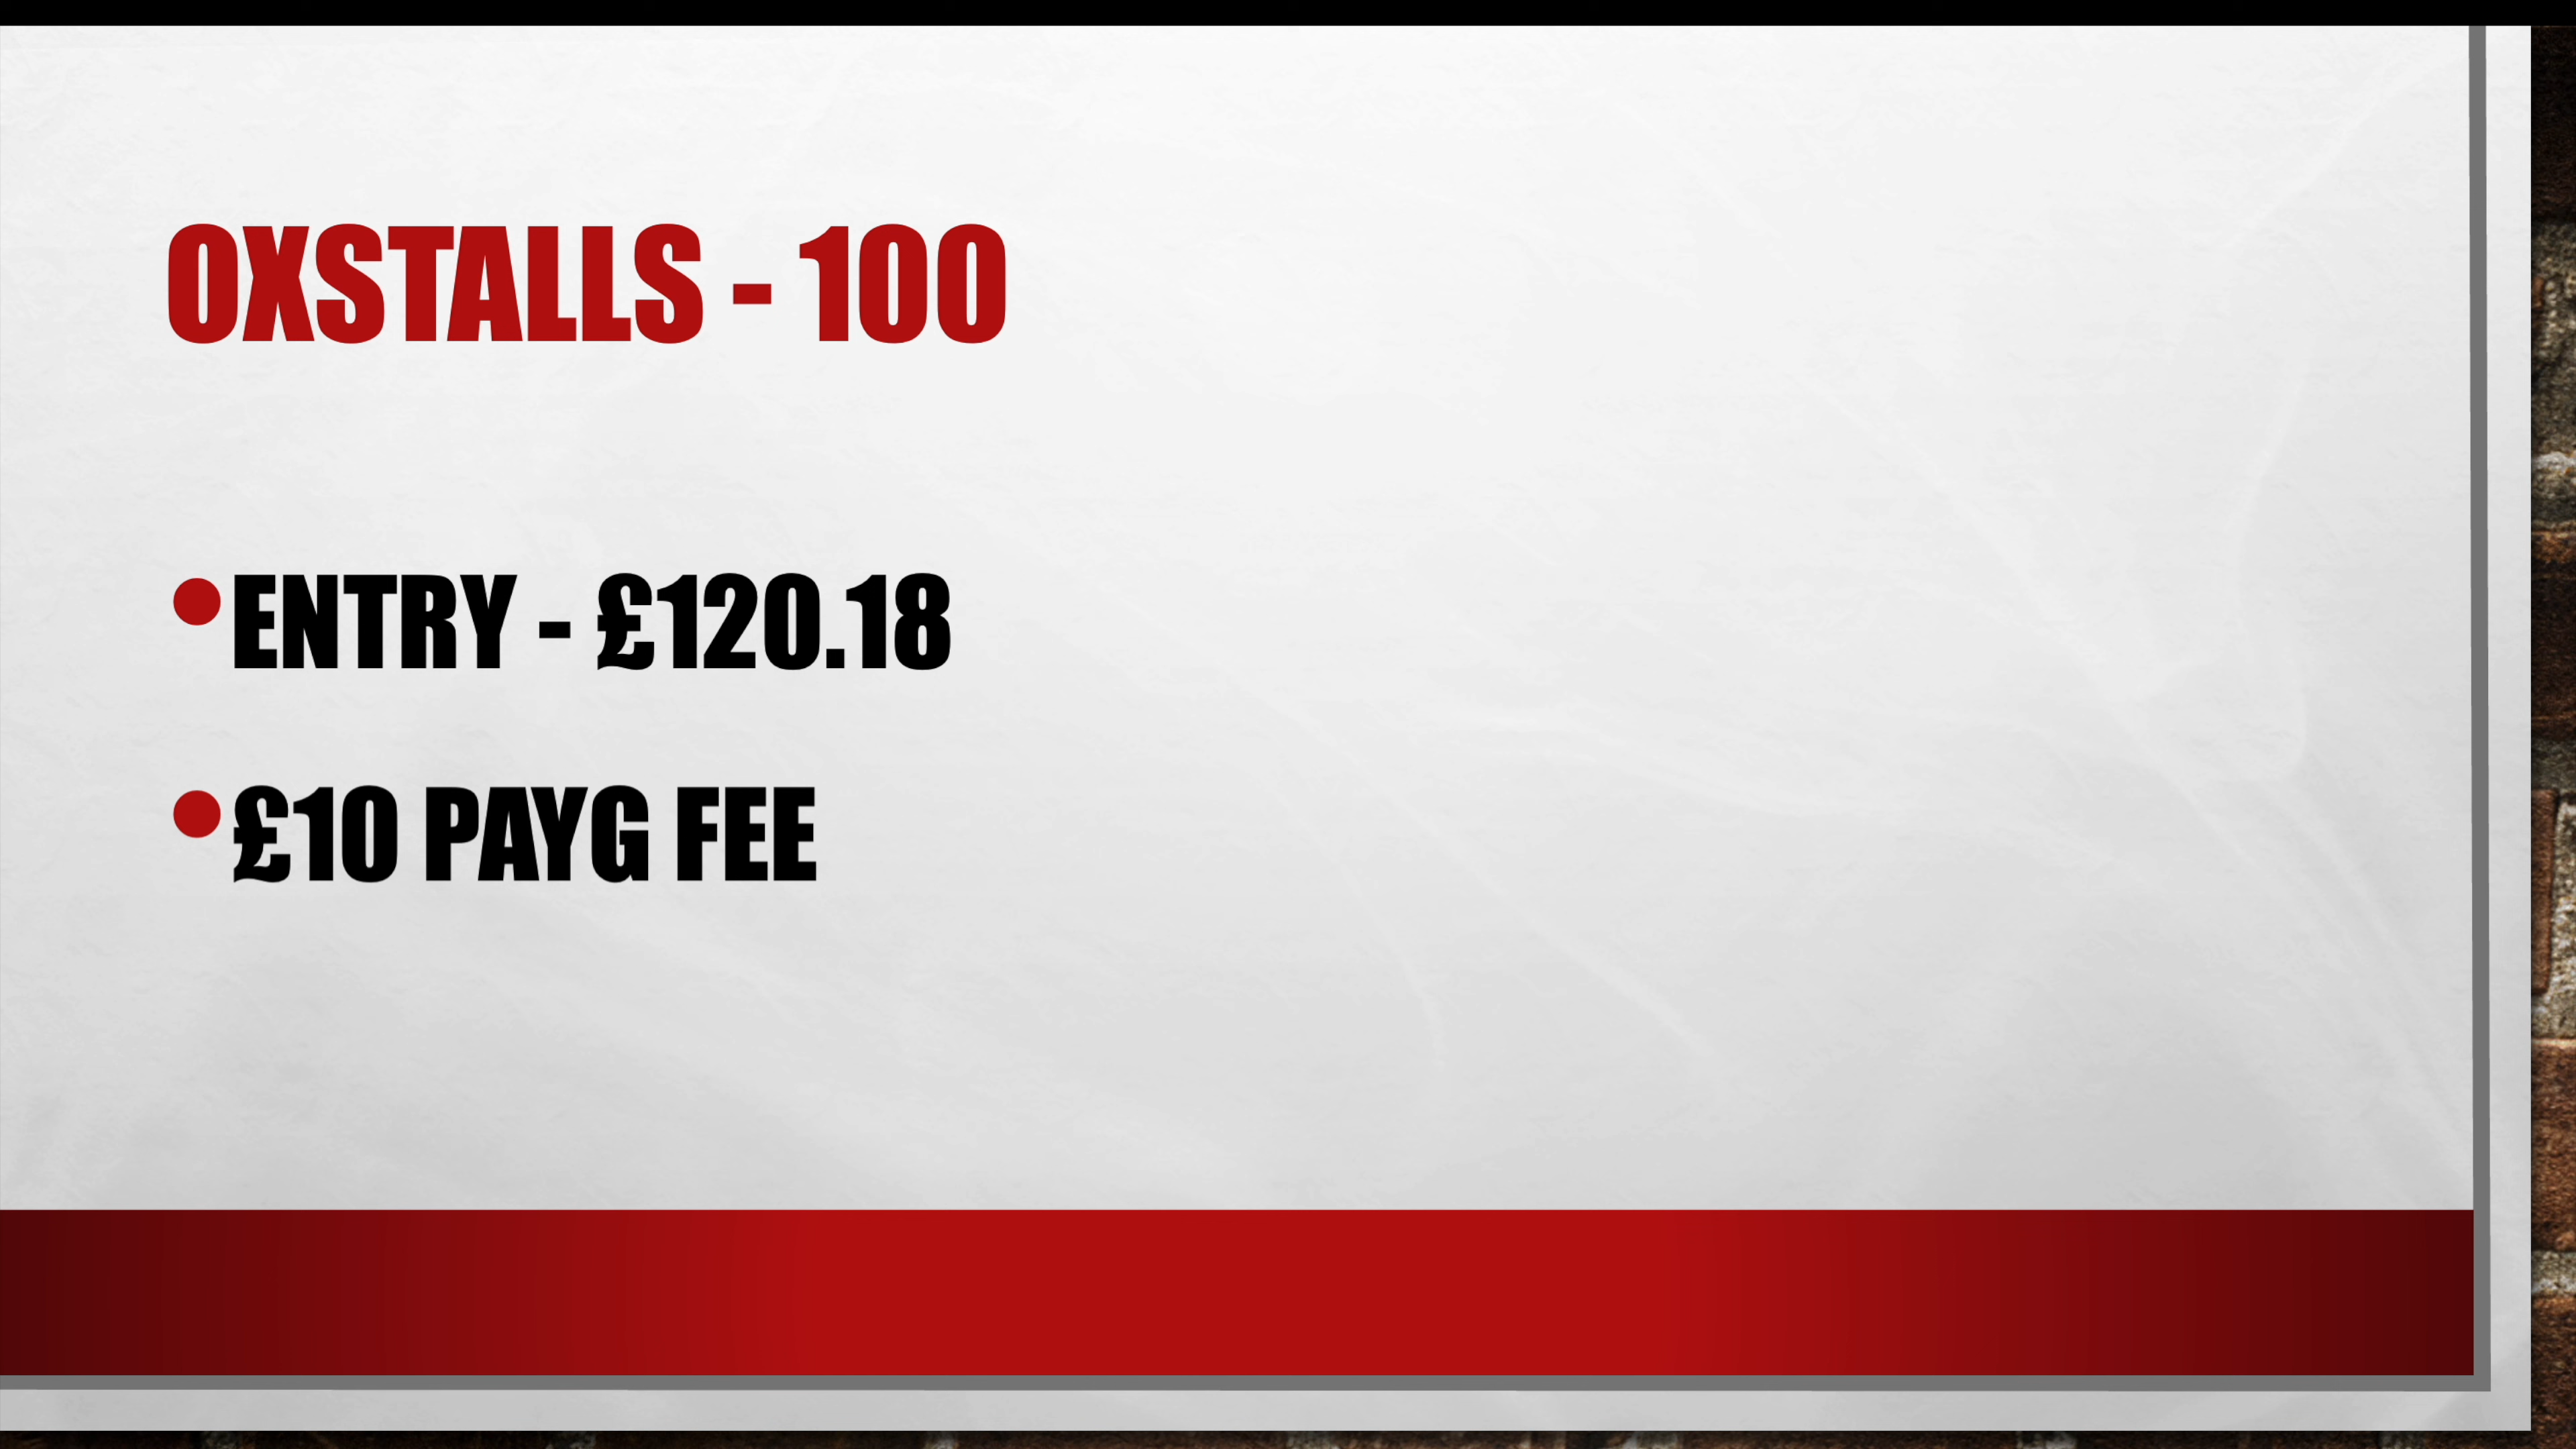 OXSTALLS - 100
•ENTRY - £120.18
•£10 PAYG FEE